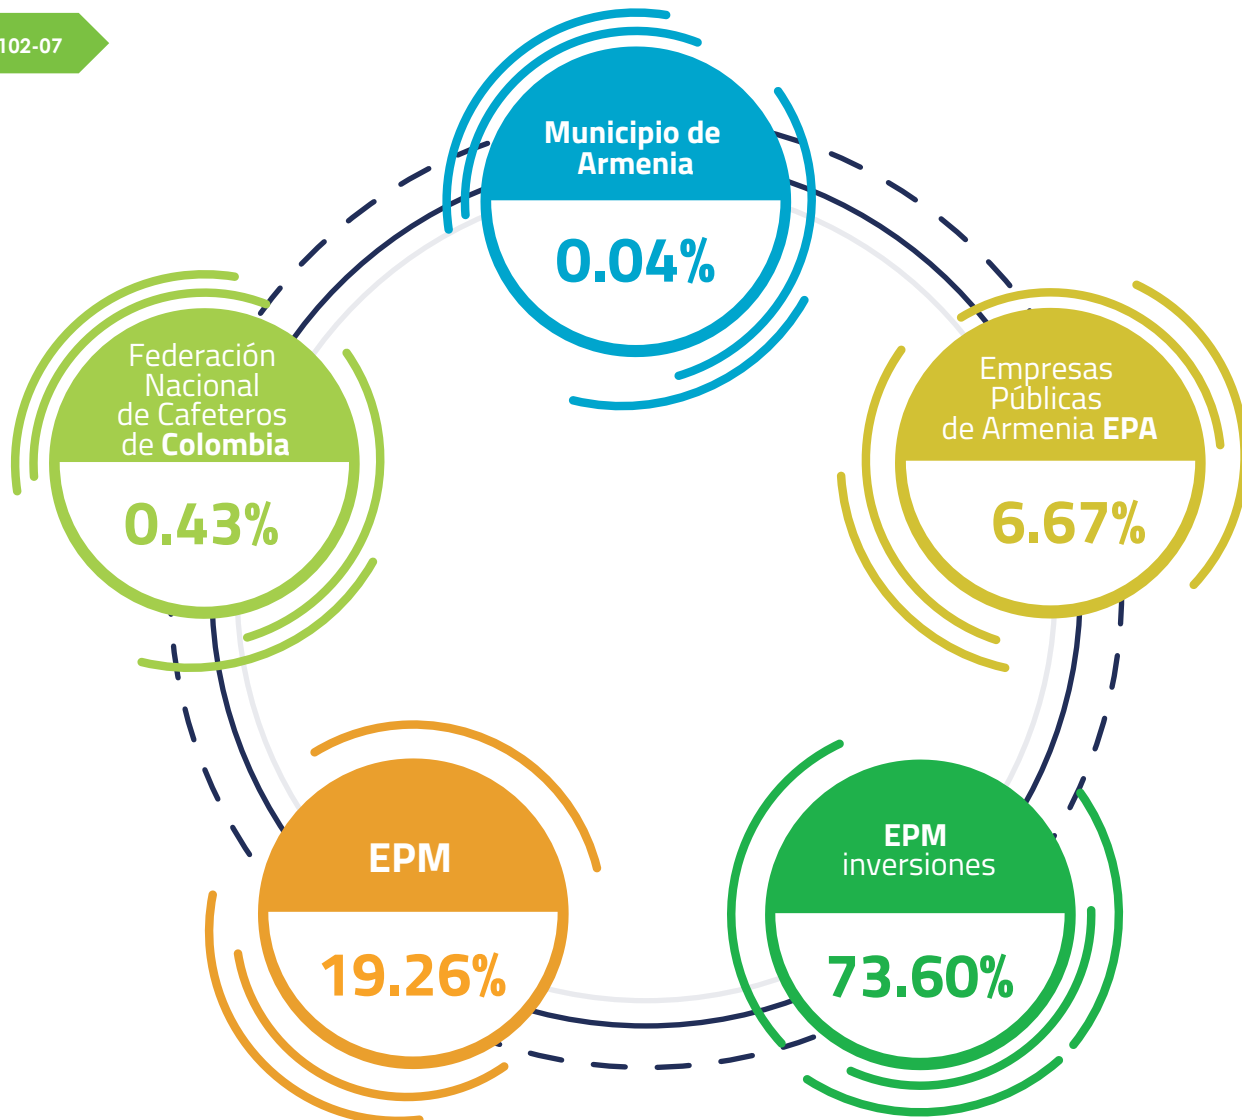 102-07
Municipio de
Armenia
0.04%
Federación
Nacional
de Cafeteros
de Colombia
0.43%
Empresas
Públicas
de Armenia EPA
6.67%
EPM
19.26%
EPM
inversiones
73.60%